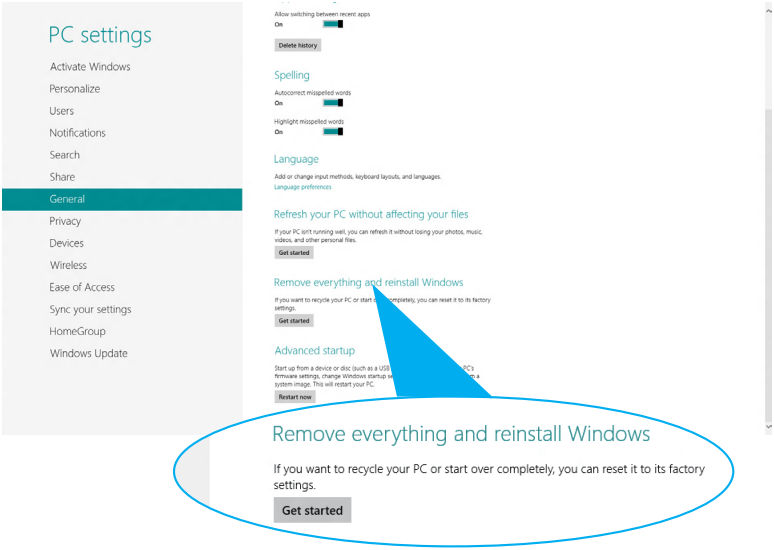 PC settings
Activate Windows
Personalize
Users
Notifications
Search
Share
General
Privacy
Devices
Wireless
Ease of Access
Sync your settings
HomeGroup
Windows Update
Allow switching between recent apps
On
Delete history
Spelling
Autocorrect misspelled words
On
Highlight misspelled words
On
Language
Add or change input methods, keyboard layouts, and languages.
Language preferences
Refresh your PC without affecting your files
If your PC isn't running well, you can refresh it without losing your photos, music,
videos, and other personal files.
Get started
Remove everything and reinstall Windows
If you want to recycle your PC or start completely, you can reset it to its factory
settings.
Get started
Advanced startup
Start up from a device or disc (such as a USB PC's
firmware settings, change Windows startup a
system image. This will restart your PC.
Restart now
Remove everything and reinstall Windows
If you want to recycle your PC or start over completely, you can reset it to its factory
settings.
Get started